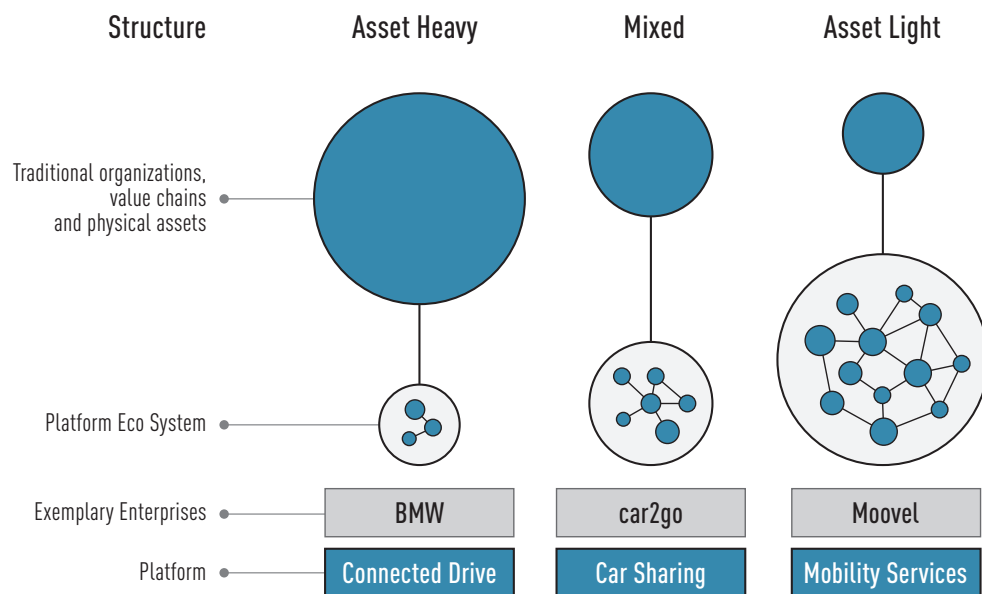 Structure
Asset Heavy
Mixed
Asset Light
Traditional organizations,
value chains
and physical assets
Platform Eco System
Exemplary Enterprises
BMW
car2go
Moovel
Platform
Connected Drive
Car Sharing
Mobility Services